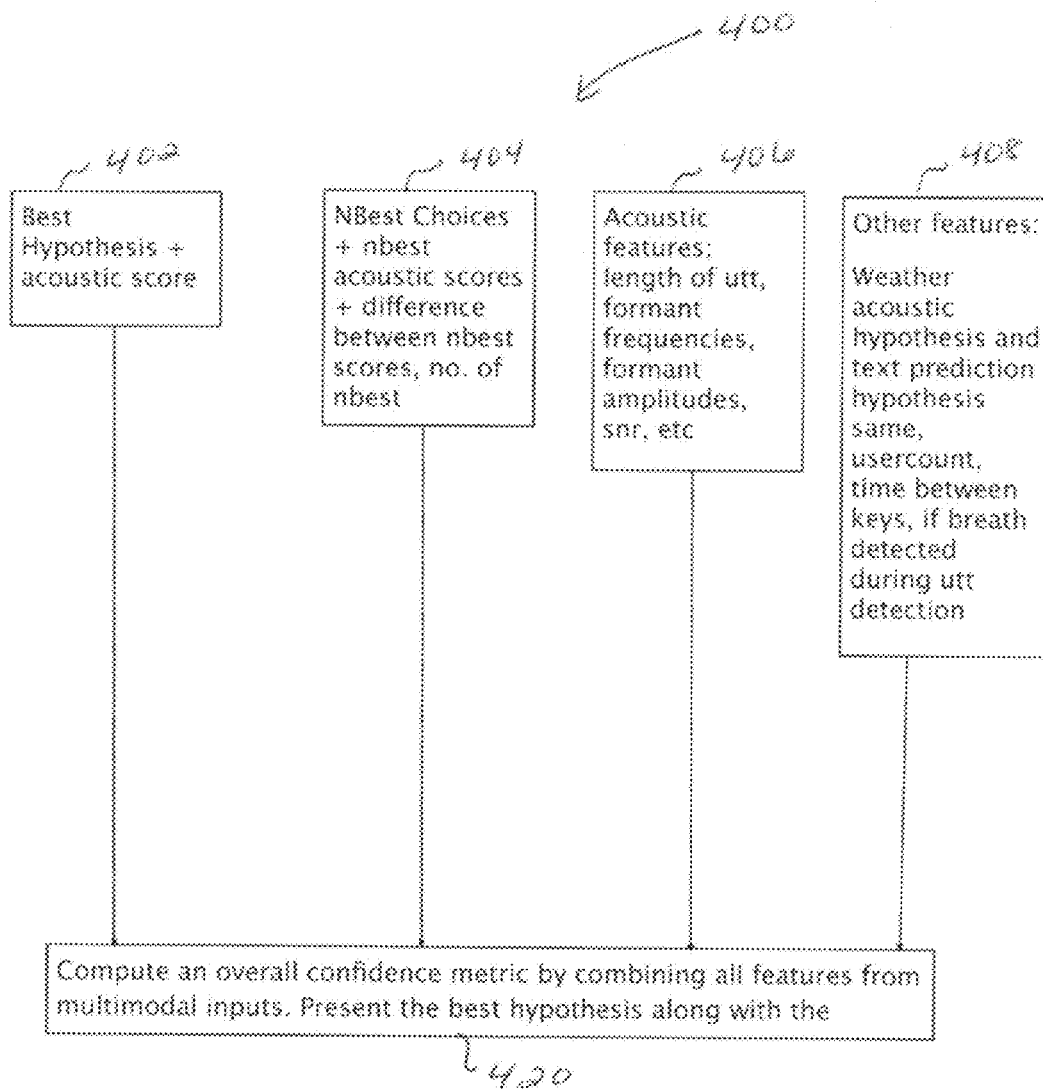 400
402
404
406
408
Best
Hypothesis +
acoustic score
NBest Choices
+ nbest
acoustic scores
+ difference
between nbest
scores, no. of
nbest
Acoustic
features;
length of utt,
formant
frequencies,
formant
amplitudes,
snr, etc
Other features:
Weather
acoustic
hypothesis and
text prediction
hypothesis
same,
usercount,
time between
keys, if breath
detected
during utt
detection
Compute an overall confidence metric by combining all features from
multimodal inputs. Present the best hypothesis along with the
420